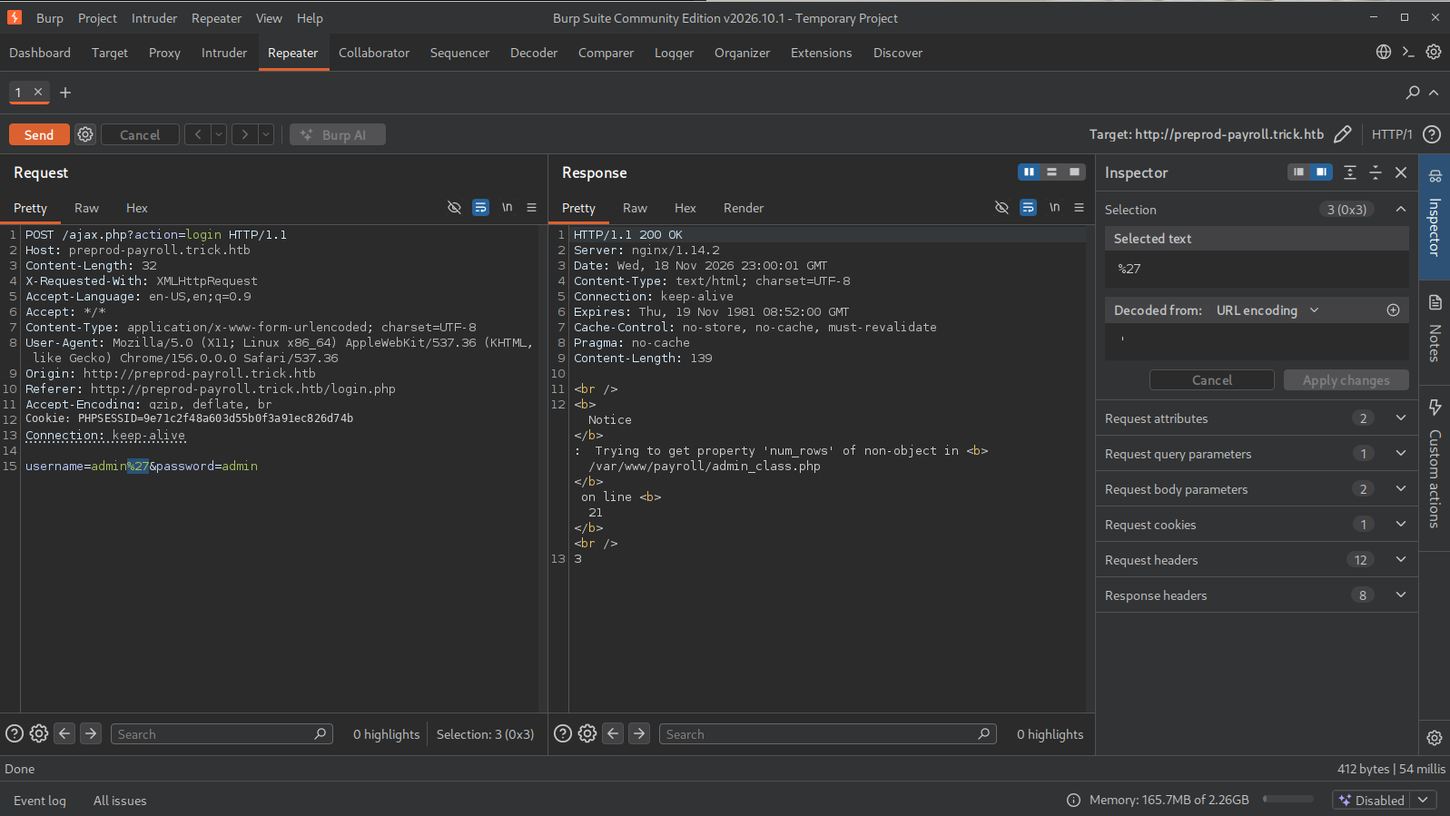 Burp Project Intruder Repeater View Help Burp Suite Community Edition v2026.10.1 - Temporary Project
Dashboard Target Proxy Intruder Repeater Collaborator Sequencer Decoder Comparer Logger Organizer Extensions Discover
1
Send Cancel Burp AI Target: http://preprod-payroll.trick.htb HTTP/1
Request
Pretty Raw Hex \n
1 POST /ajax.php?action=login HTTP/1.1
2 Host: preprod-payroll.trick.htb
3 Content-Length: 32
4 X-Requested-With: XMLHttpRequest
5 Accept-Language: en-US,en;q=0.9
6 Accept: */*
7 Content-Type: application/x-www-form-urlencoded; charset=UTF-8
8 User-Agent: Mozilla/5.0 (X11; Linux x86_64) AppleWebKit/537.36 (KHTML,
like Gecko) Chrome/156.0.0.0 Safari/537.36
9 Origin: http://preprod-payroll.trick.htb
10 Referer: http://preprod-payroll.trick.htb/login.php
11 Accept-Encoding: gzip, deflate, br
12 Cookie: PHPSESSID=9e71c2f48a603d55b0f3a91ec826d74b
13 Connection: keep-alive
14
15 username=admin%27&password=admin
Search 0 highlights Selection: 3 (0x3)
Response
Pretty Raw Hex Render \n
1 HTTP/1.1 200 OK
2 Server: nginx/1.14.2
3 Date: Wed, 18 Nov 2026 23:00:01 GMT
4 Content-Type: text/html; charset=UTF-8
5 Connection: keep-alive
6 Expires: Thu, 19 Nov 1981 08:52:00 GMT
7 Cache-Control: no-store, no-cache, must-revalidate
8 Pragma: no-cache
9 Content-Length: 139
10
11 <br />
12 <b>
Notice
</b>
: Trying to get property 'num_rows' of non-object in <b>
/var/www/payroll/admin_class.php
</b>
on line <b>
21
</b>
<br />
13 3
Search 0 highlights
Inspector
Selection 3 (0x3)
Selected text
%27
Decoded from: URL encoding
'
Cancel Apply changes
Request attributes 2
Request query parameters 1
Request body parameters 2
Request cookies 1
Request headers 12
Response headers 8
Inspector
Notes
Custom actions
Done 412 bytes | 54 millis
Event log All issues Memory: 165.7MB of 2.26GB Disabled